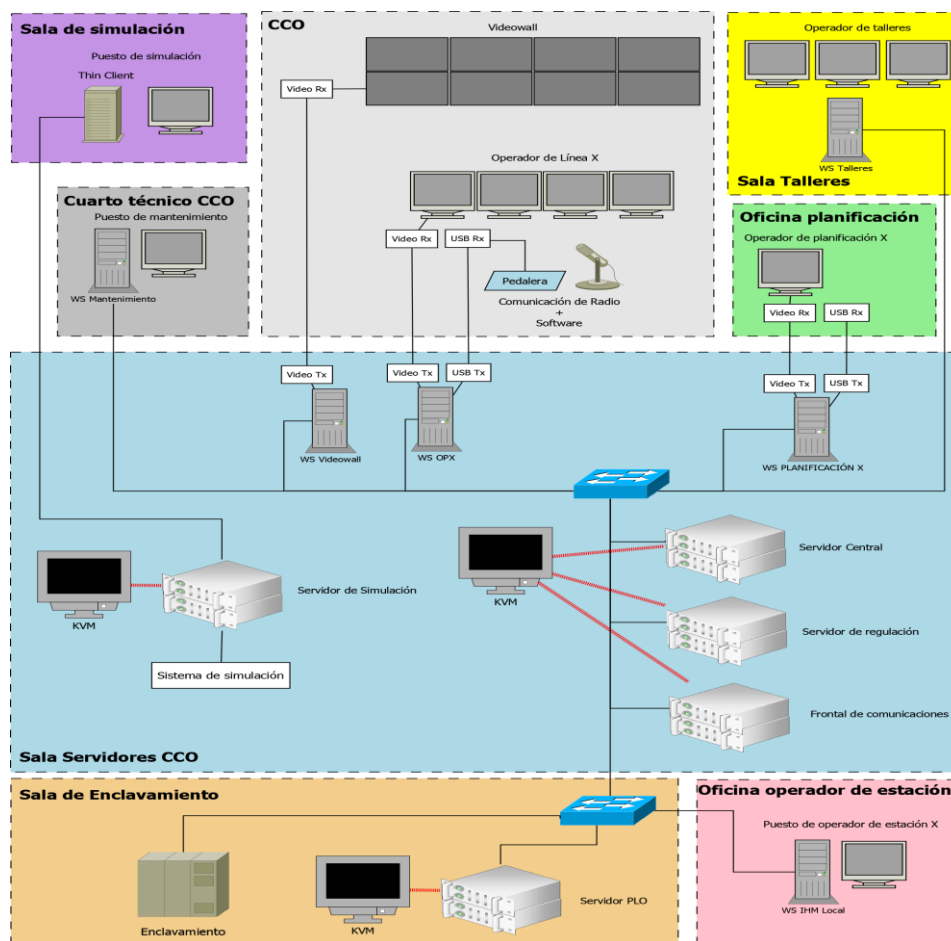 Sala de simulación
Puesto de simulación
Thin Client
CCO
Videowall
Video Rx
Operador de Línea X
Video Rx
USB Rx
Pedalera
Comunicación de Radio
+
Software
Operador de talleres
WS Talleres
Sala Talleres
Cuarto técnico CCO
Puesto de mantenimiento
WS Mantenimiento
Oficina planificación
Operador de planificación X
Video Rx
USB Rx
Video Tx
WS Videowall
Video Tx
USB Tx
WS OPX
Video Tx
USB Tx
WS PLANIFICACIÓN X
KVM
Servidor de Simulación
Sistema de simulación
KVM
Servidor Central
Servidor de regulación
Frontal de comunicaciones
Sala Servidores CCO
Sala de Enclavamiento
Enclavamiento
KVM
Servidor PLO
Oficina operador de estación
Puesto de operador de estación X
WS IHM Local